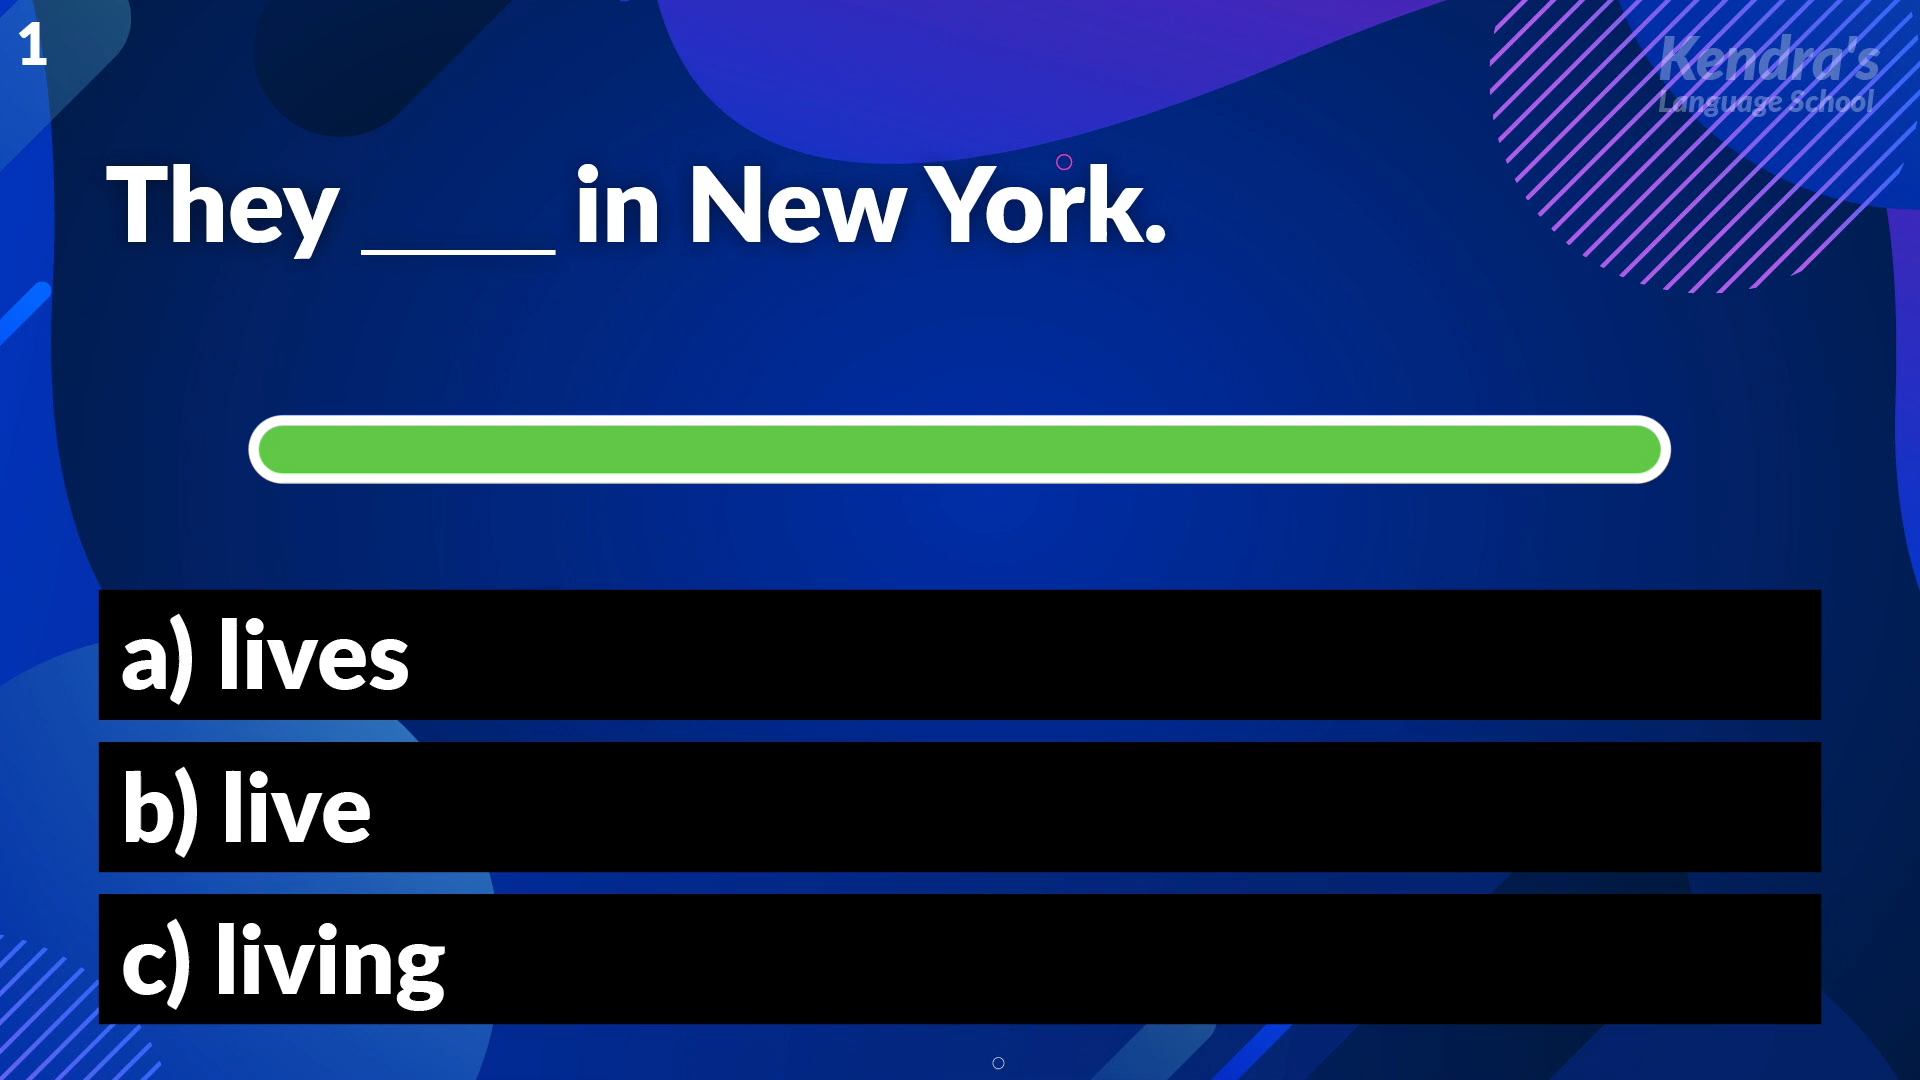 1
Kendra's
Language School
They ____ in New York.
a) lives
b) live
c) living